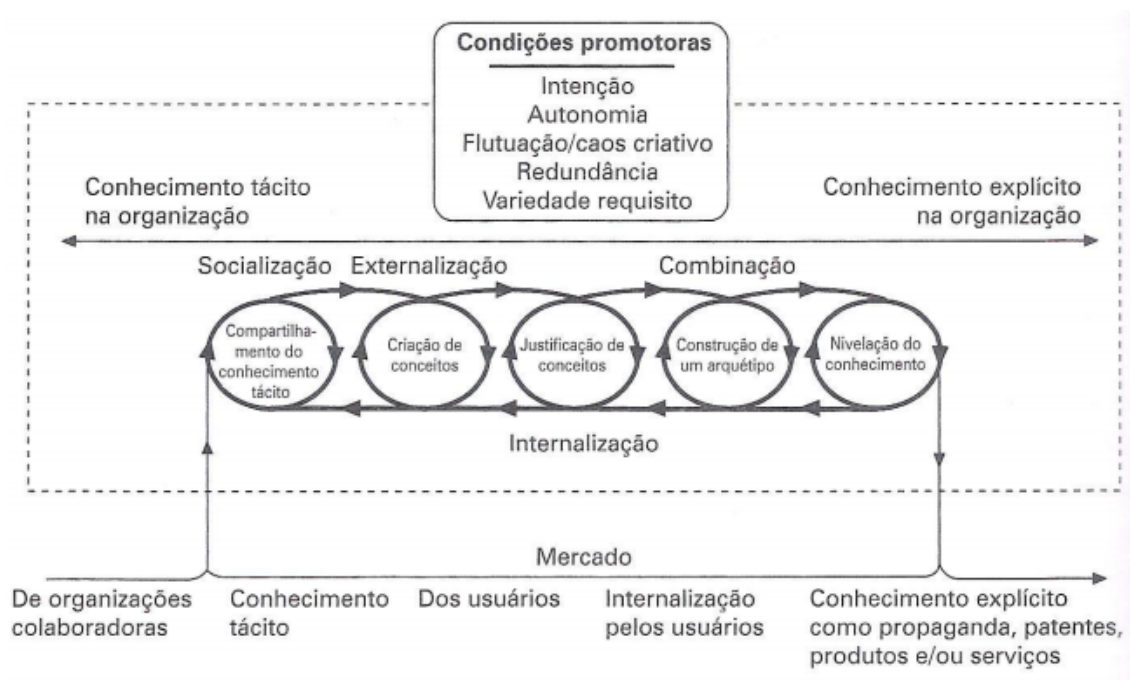 Condições promotoras
Intenção
Autonomia
Flutuação/caos criativo
Redundância
Variedade requisito
Conhecimento tácito
na organização
Conhecimento explícito
na organização
Socialização
Externalização
Combinação
Compartilha-
mento do
conhecimento
tácito
Criação de
conceitos
Justificação de
conceitos
Construção de
um arquétipo
Nivelação do
conhecimento
Internalização
Mercado
De organizações
colaboradoras
Conhecimento
tácito
Dos usuários
Internalização
pelos usuários
Conhecimento explícito
como propaganda, patentes,
produtos e/ou serviços